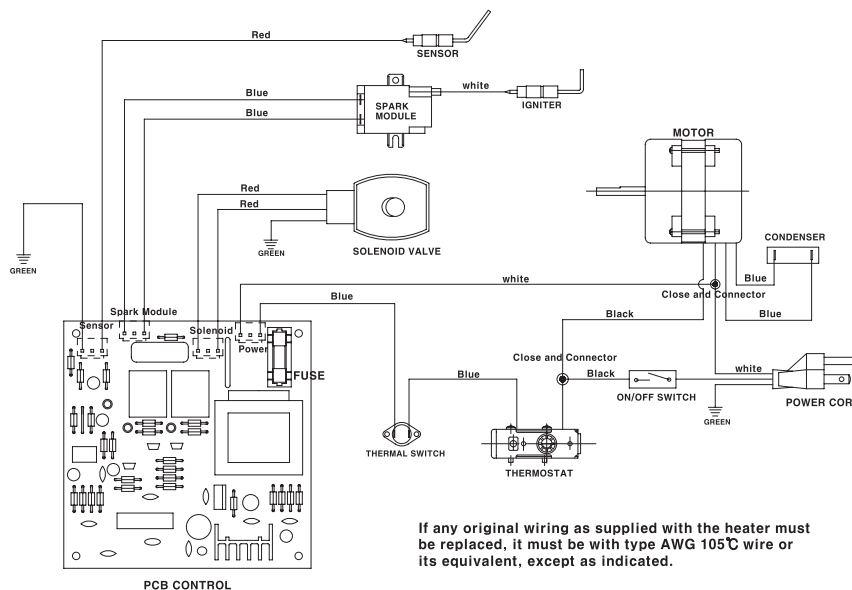 Red
SENSOR
Blue
white
SPARK
MODULE
IGNITER
Blue
MOTOR
Red
Red
CONDENSER
SOLENOID VALVE
GREEN
GREEN
white
Blue
Close and Connector
Blue
Spark Module
Black
Blue
Sensor
Solenoid
Power
Close and Connector
FUSE
Blue
Black
white
ON/OFF SWITCH
POWER COR
GREEN
THERMAL SWITCH
THERMOSTAT
If any original wiring as supplied with the heater must
be replaced, it must be with type AWG 105℃ wire or
its equivalent, except as indicated.
PCB CONTROL